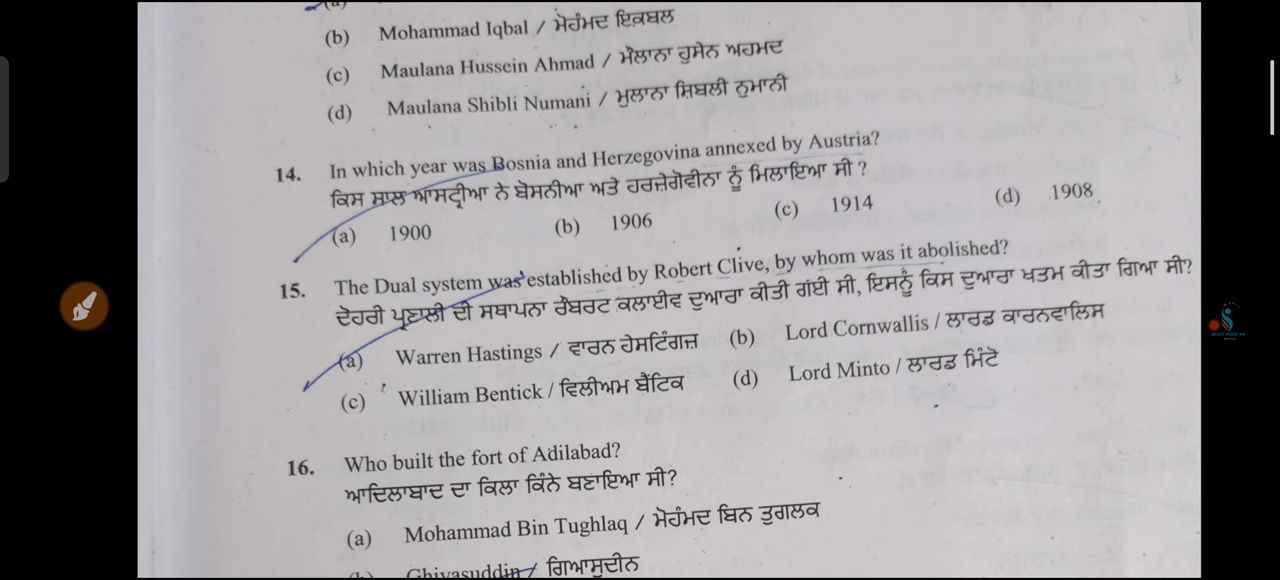 (b) Mohammad Iqbal / ਮੋਹੰਮਦ ਇਕਬਲ
(c) Maulana Hussein Ahmad / ਮੌਲਾਨਾ ਹੁਸੇਨ ਅਹਮਦ
(d) Maulana Shibli Numani / ਮੁਲਾਨਾ ਸਿਬਲੀ ਨੁਮਾਨੀ
14. In which year was Bosnia and Herzegovina annexed by Austria?
ਕਿਸ ਸਾਲ ਆਸਟ੍ਰੀਆ ਨੇ ਬੋਸਨੀਆ ਅਤੇ ਹਰਜ਼ੇਗੋਵੀਨਾ ਨੂੰ ਮਿਲਾਇਆ ਸੀ ?
(a) 1900 (b) 1906 (c) 1914 (d) 1908
15. The Dual system was established by Robert Clive, by whom was it abolished?
ਦੋਹਰੀ ਪ੍ਰਣਾਲੀ ਦੀ ਸਥਾਪਨਾ ਰੌਬਰਟ ਕਲਾਈਵ ਦੁਆਰਾ ਕੀਤੀ ਗਈ ਸੀ, ਇਸਨੂੰ ਕਿਸ ਦੁਆਰਾ ਖਤਮ ਕੀਤਾ ਗਿਆ ਸੀ?
(a) Warren Hastings / ਵਾਰਨ ਹੇਸਟਿੰਗਜ਼ (b) Lord Cornwallis / ਲਾਰਡ ਕਾਰਨਵਾਲਿਸ
(c) William Bentick / ਵਿਲੀਅਮ ਬੈਂਟਿਕ (d) Lord Minto / ਲਾਰਡ ਮਿੰਟੋ
16. Who built the fort of Adilabad?
ਆਦਿਲਾਬਾਦ ਦਾ ਕਿਲਾ ਕਿੰਨੇ ਬਣਾਇਆ ਸੀ?
(a) Mohammad Bin Tughlaq / ਮੋਹੰਮਦ ਬਿਨ ਤੁਗਲਕ
(b) Ghiyasuddin / ਗਿਆਸੁਦੀਨ